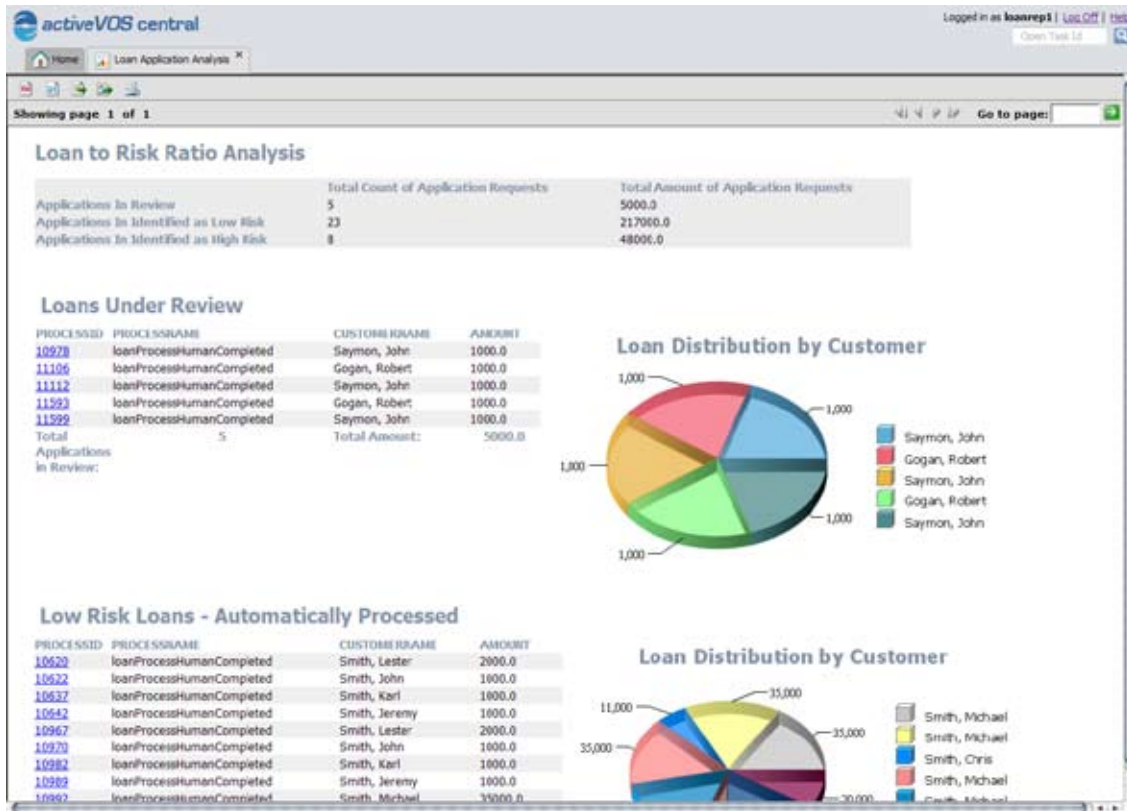 activeVOS central
Logged in as loanrep1 | Log Off | Help
Open Task Id
Home
Loan Application Analysis
Showing page 1 of 1
Go to page:
Loan to Risk Ratio Analysis
Total Count of Application Requests Total Amount of Application Requests
Applications In Review 5 5000.0
Applications In Identified as Low Risk 23 217000.0
Applications In Identified as High Risk 8 48000.0
Loans Under Review
PROCESSID PROCESSNAME CUSTOMERNAME AMOUNT
10978 loanProcessHumanCompleted Saymon, John 1000.0
11106 loanProcessHumanCompleted Gogan, Robert 1000.0
11112 loanProcessHumanCompleted Saymon, John 1000.0
11593 loanProcessHumanCompleted Gogan, Robert 1000.0
11599 loanProcessHumanCompleted Saymon, John 1000.0
Total 5 Total Amount: 5000.0
Applications
in Review:
Loan Distribution by Customer
1,000
1,000
1,000
1,000
1,000
Saymon, John
Gogan, Robert
Saymon, John
Gogan, Robert
Saymon, John
Low Risk Loans - Automatically Processed
PROCESSID PROCESSNAME CUSTOMERNAME AMOUNT
10620 loanProcessHumanCompleted Smith, Lester 2000.0
10622 loanProcessHumanCompleted Smith, John 1000.0
10637 loanProcessHumanCompleted Smith, Karl 1000.0
10642 loanProcessHumanCompleted Smith, Jeremy 1000.0
10967 loanProcessHumanCompleted Smith, Lester 2000.0
10970 loanProcessHumanCompleted Smith, John 1000.0
10982 loanProcessHumanCompleted Smith, Karl 1000.0
10989 loanProcessHumanCompleted Smith, Jeremy 1000.0
10992 loanProcessHumanCompleted Smith, Michael 35000.0
Loan Distribution by Customer
35,000
11,000
35,000
35,000
20,000
Smith, Michael
Smith, Michael
Smith, Chris
Smith, Michael
Smith, Michael